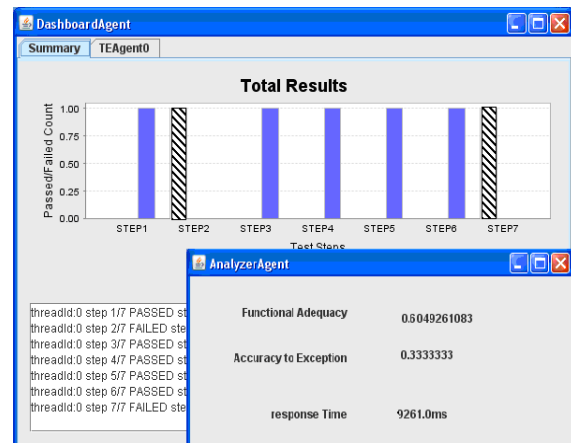 DashboardAgent
Summary TEAgent0
Total Results
Passed/Failed Count
1.00
0.75
0.50
0.25
0.00
STEP1 STEP2 STEP3 STEP4 STEP5 STEP6 STEP7
Test Steps
AnalyzerAgent
threadId:0 step 1/7 PASSED st
threadId:0 step 2/7 FAILED ste
threadId:0 step 3/7 PASSED st
threadId:0 step 4/7 PASSED st
threadId:0 step 5/7 PASSED st
threadId:0 step 6/7 PASSED st
threadId:0 step 7/7 FAILED ste
Functional Adequacy 0.6049261083
Accuracy to Exception 0.3333333
response Time 9261.0ms